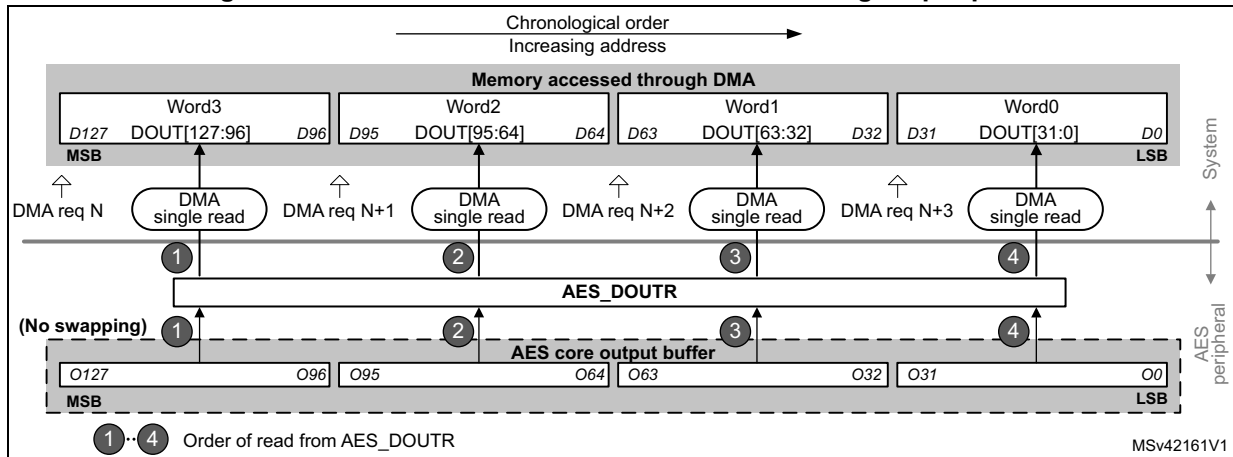 Chronological order
Increasing address
Memory accessed through DMA
Word3 Word2 Word1 Word0
D127 DOUT[127:96] D96 D95 DOUT[95:64] D64 D63 DOUT[63:32] D32 D31 DOUT[31:0] D0
MSB LSB
System
DMA req N DMA single read DMA req N+1 DMA single read DMA req N+2 DMA single read DMA req N+3 DMA single read
1 2 3 4
AES_DOUTR
(No swapping)
1 2 3 4
AES peripheral
AES core output buffer
O127 O96 O95 O64 O63 O32 O31 O0
MSB LSB
1··4 Order of read from AES_DOUTR
MSv42161V1